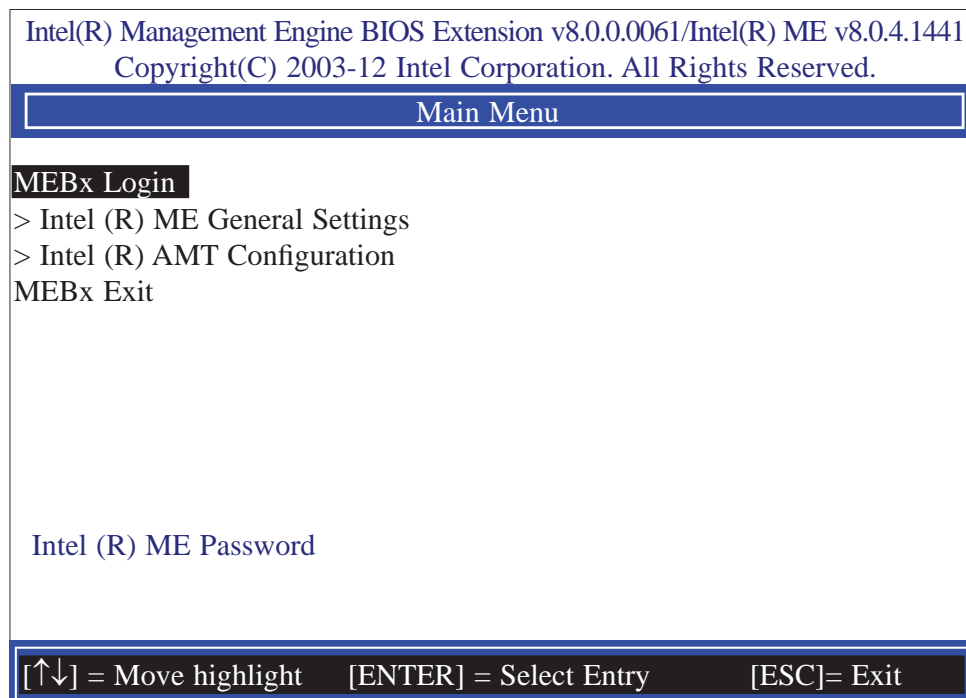 Intel(R) Management Engine BIOS Extension v8.0.0.0061/Intel(R) ME v8.0.4.1441
Copyright(C) 2003-12 Intel Corporation. All Rights Reserved.
Main Menu
MEBx Login
> Intel (R) ME General Settings
> Intel (R) AMT Configuration
MEBx Exit
Intel (R) ME Password
[↑↓] = Move highlight [ENTER] = Select Entry [ESC]= Exit